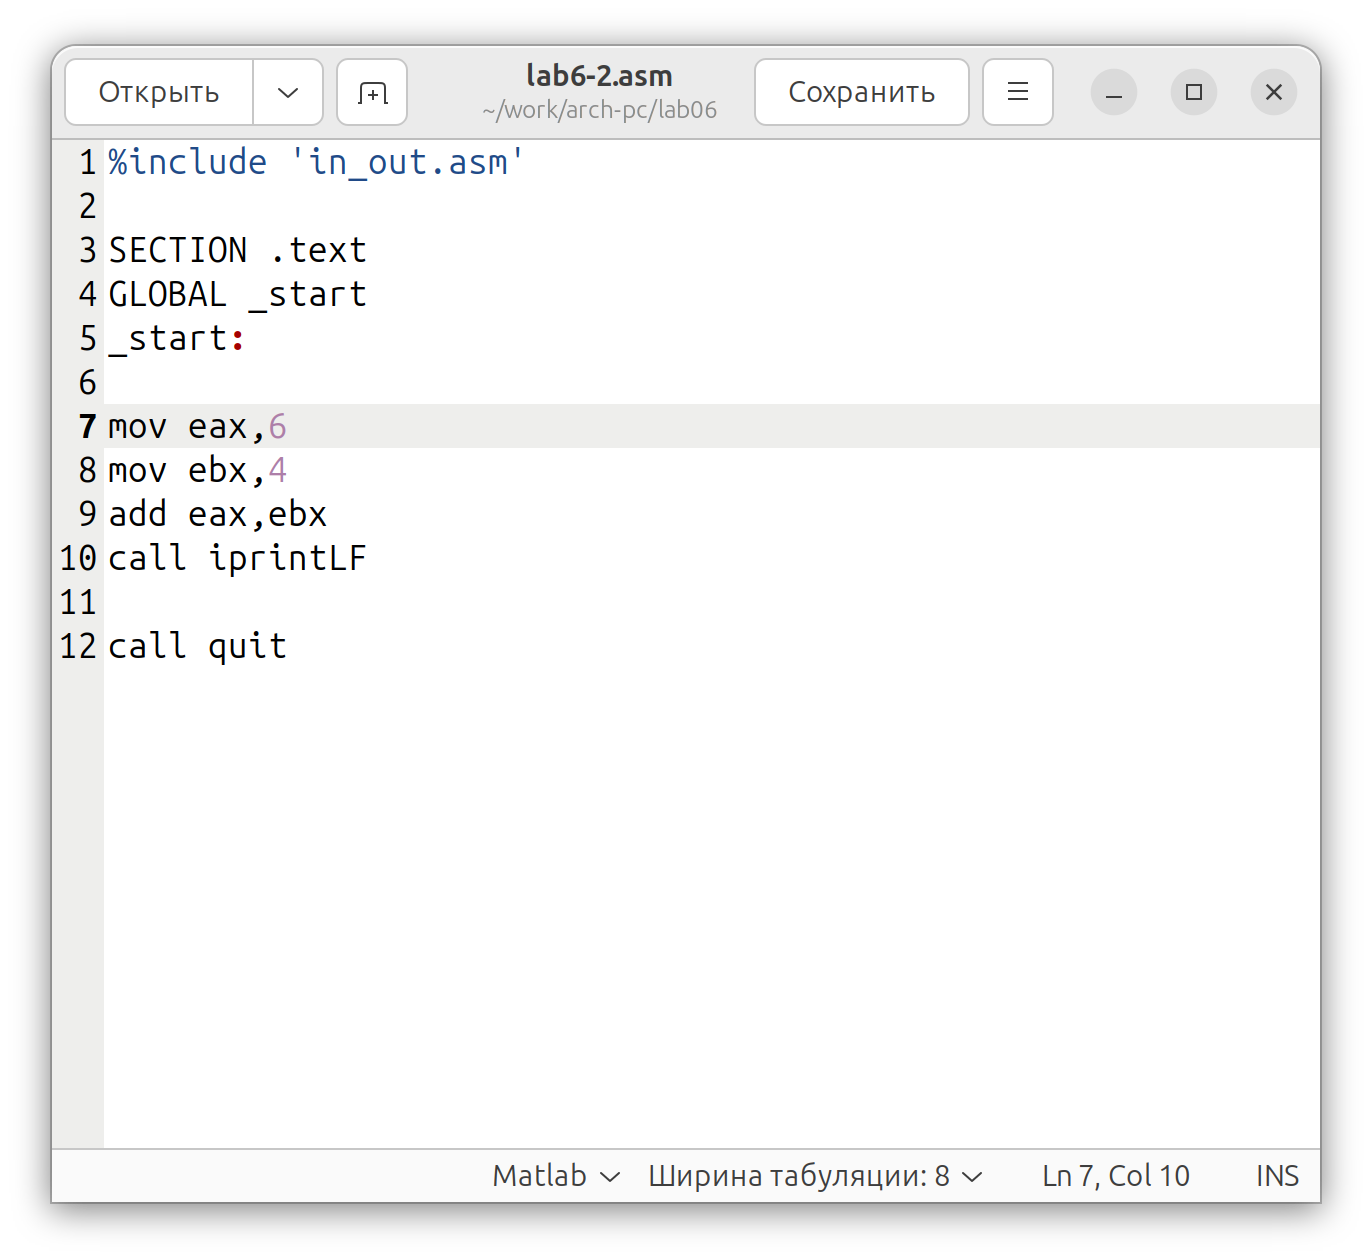 Открыть
lab6-2.asm
~/work/arch-pc/lab06
Сохранить
1 %include 'in_out.asm'
2
3 SECTION .text
4 GLOBAL _start
5 _start:
6
7 mov eax,6
8 mov ebx,4
9 add eax,ebx
10 call iprintLF
11
12 call quit
Matlab Ширина табуляции: 8 Ln 7, Col 10 INS